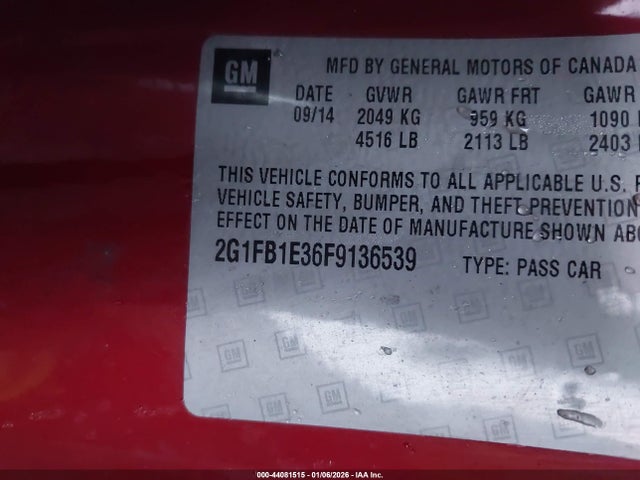 GM
MFD BY GENERAL MOTORS OF CANADA
DATE GVWR GAWR FRT GAWR
09/14 2049 KG 959 KG 1090
4516 LB 2113 LB 2403
THIS VEHICLE CONFORMS TO ALL APPLICABLE U.S. F
VEHICLE SAFETY, BUMPER, AND THEFT PREVENTION
EFFECT ON THE DATE OF MANUFACTURE SHOWN ABO
2G1FB1E36F9136539 TYPE: PASS CAR
000-44081515 - 01/06/2026 - IAA Inc.